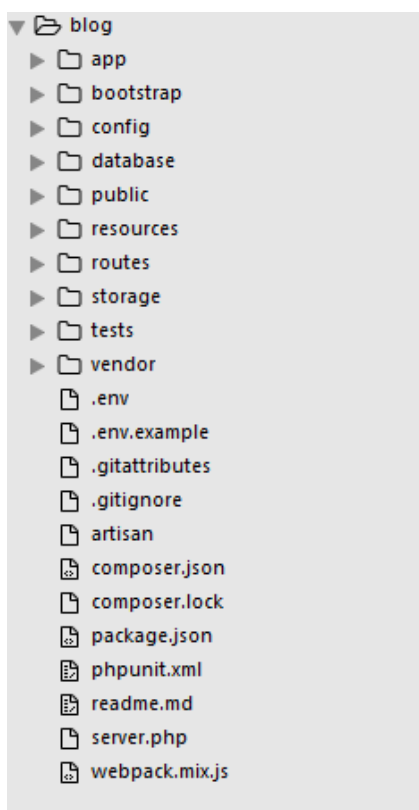 blog
app
bootstrap
config
database
public
resources
routes
storage
tests
vendor
.env
.env.example
.gitattributes
.gitignore
artisan
composer.json
composer.lock
package.json
phpunit.xml
readme.md
server.php
webpack.mix.js